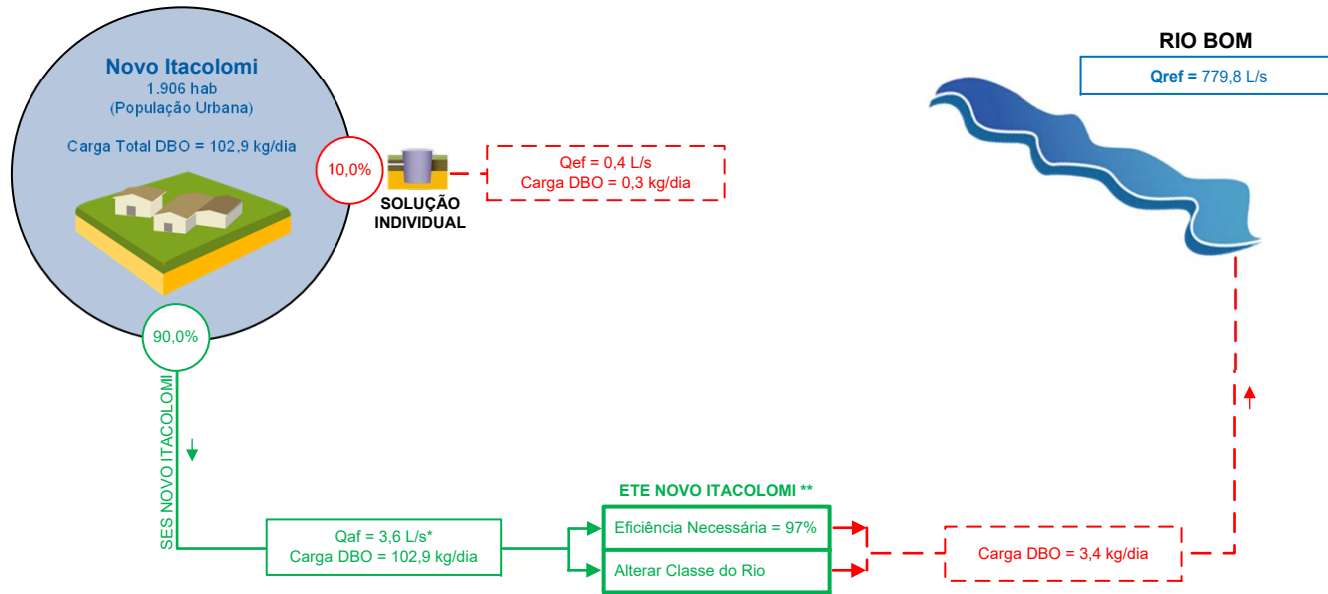 Novo Itacolomi
1.906 hab
(População Urbana)
Carga Total DBO = 102,9 kg/dia
10,0%
SOLUÇÃO
INDIVIDUAL
Qef = 0,4 L/s
Carga DBO = 0,3 kg/dia
RIO BOM
Qref = 779,8 L/s
90,0%
SES NOVO ITACOLOMI
Qaf = 3,6 L/s*
Carga DBO = 102,9 kg/dia
ETE NOVO ITACOLOMI **
Eficiência Necessária = 97%
Alterar Classe do Rio
Carga DBO = 3,4 kg/dia